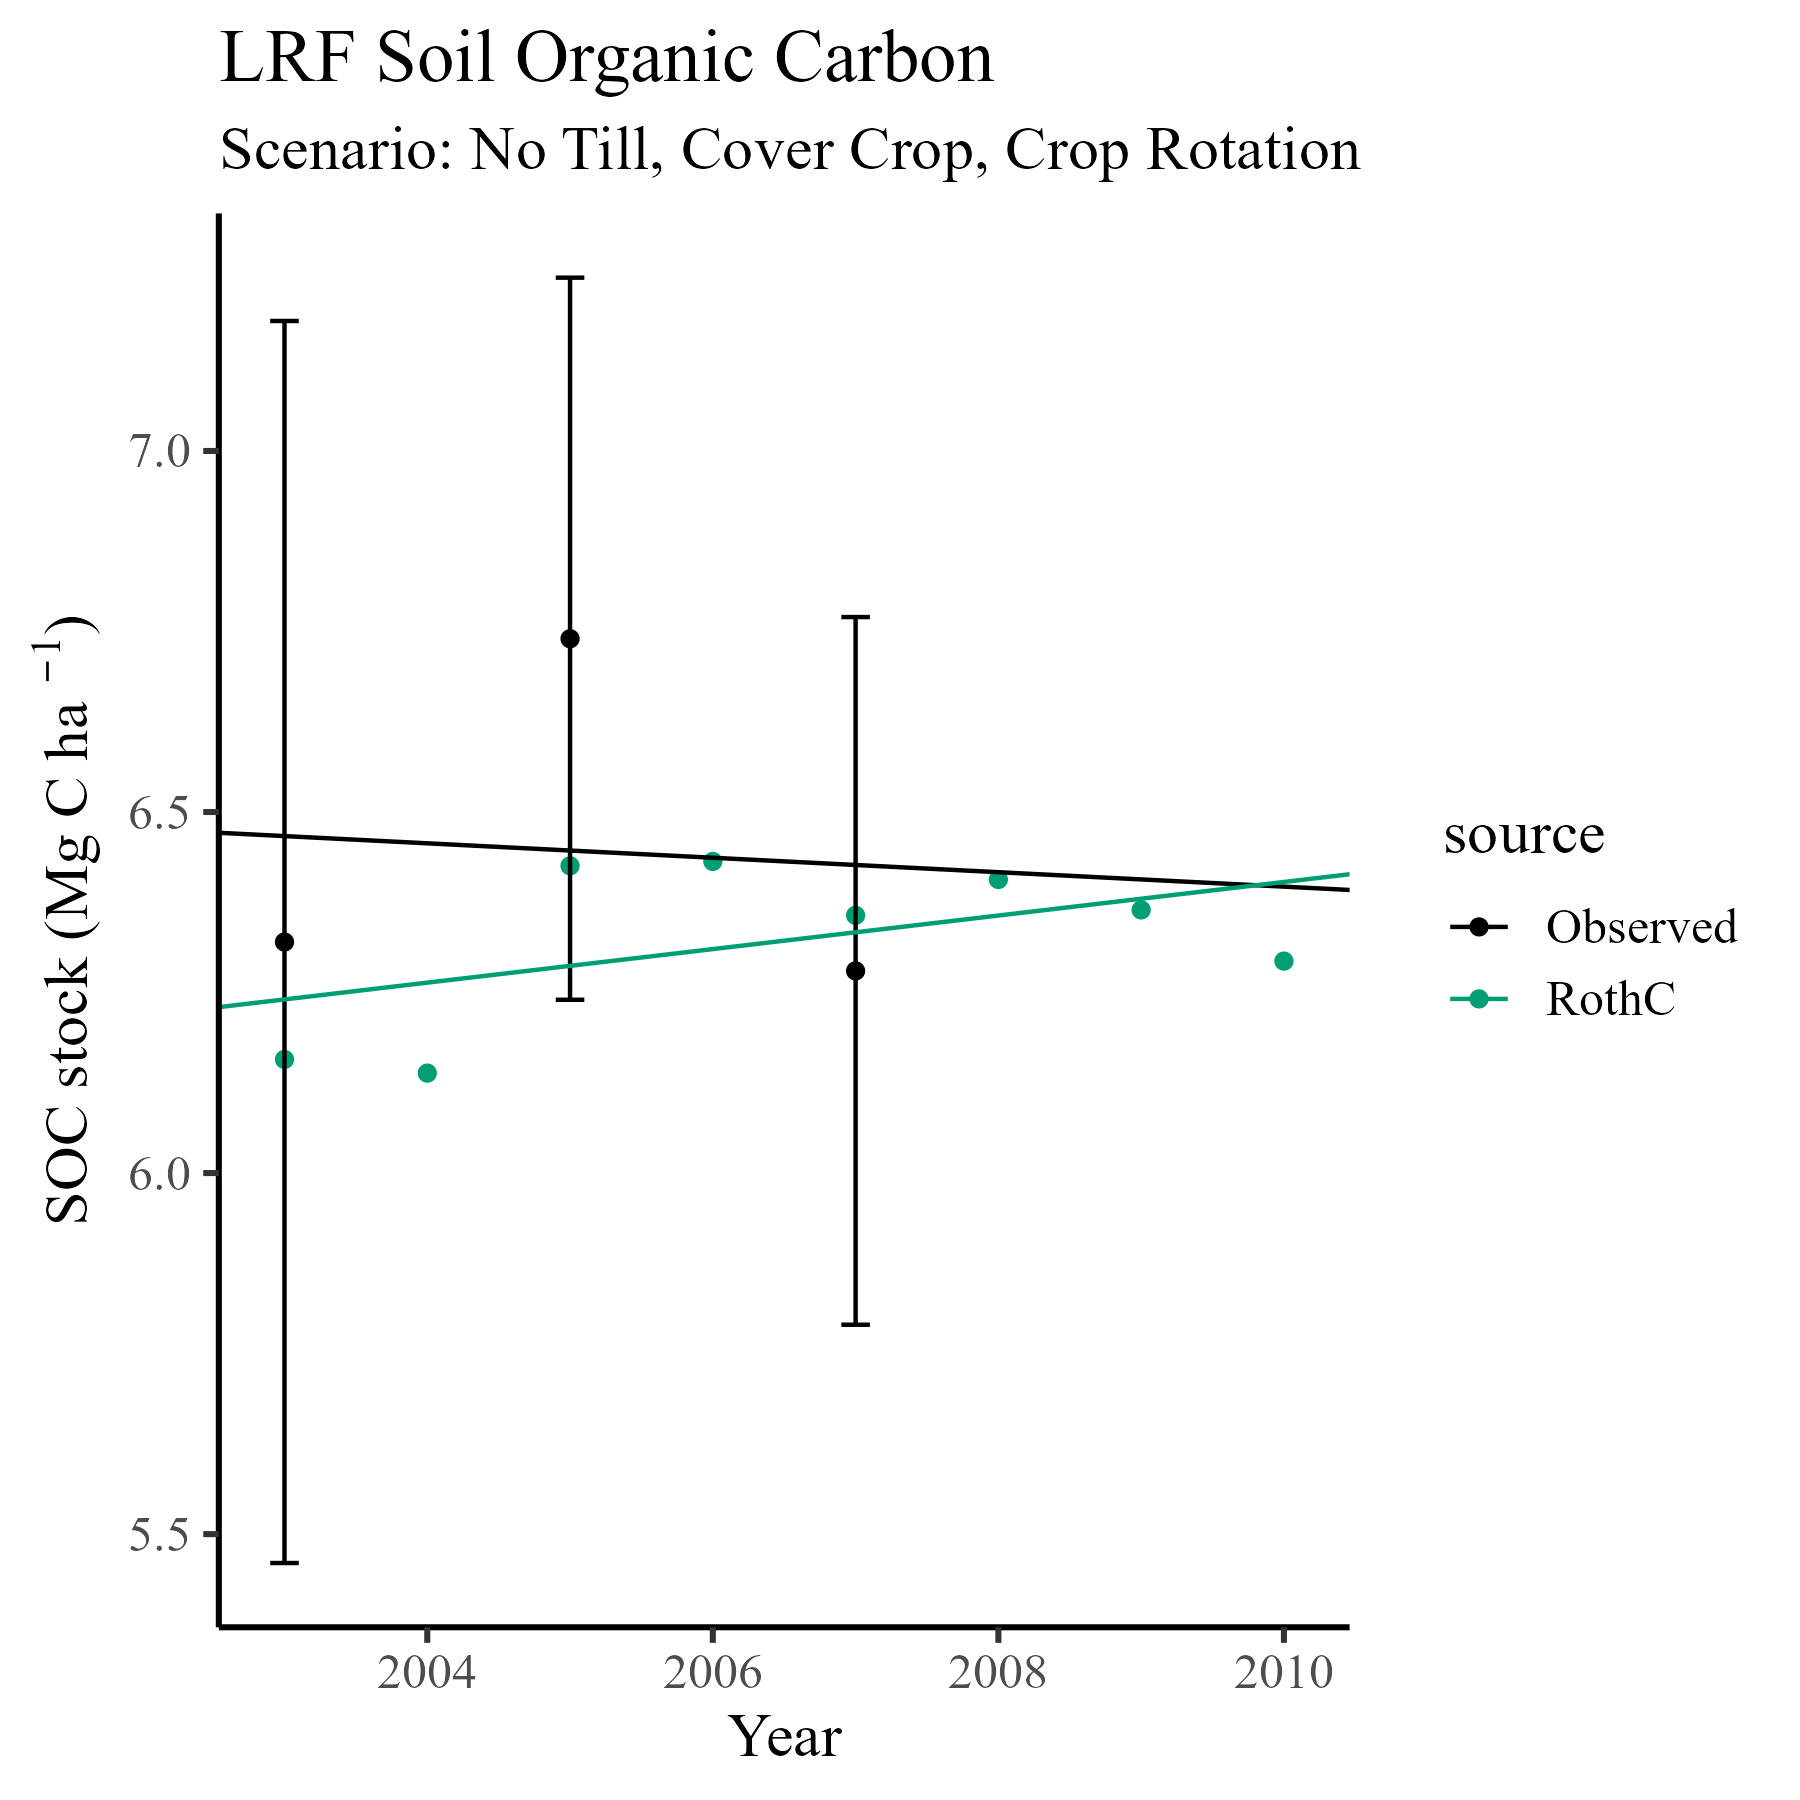 LRF Soil Organic Carbon
Scenario: No Till, Cover Crop, Crop Rotation
SOC stock (Mg C ha ⁻¹)
7.0
6.5
6.0
5.5
2004 2006 2008 2010
Year
source
Observed
RothC